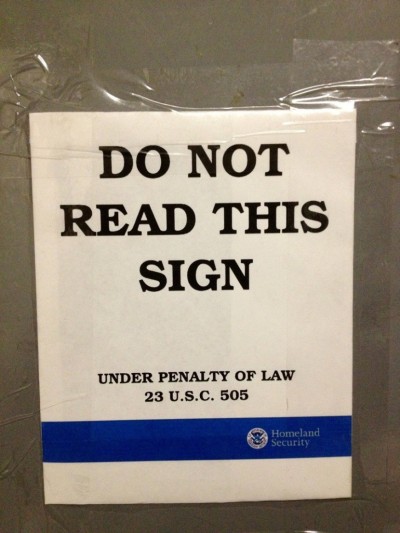 DO NOT
READ THIS
SIGN
UNDER PENALTY OF LAW
23 U.S.C. 505
Homeland
Security